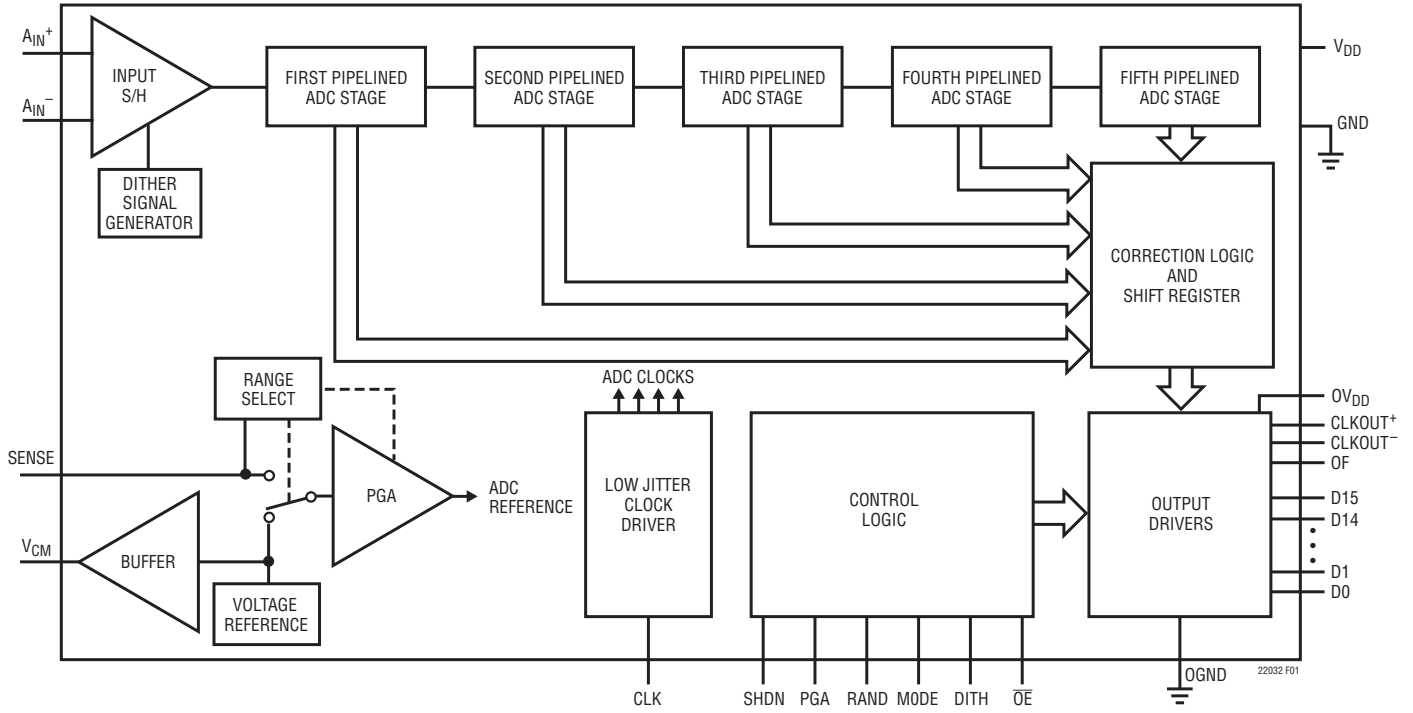 AIN+
AIN−
INPUT
S/H
DITHER
SIGNAL
GENERATOR
FIRST PIPELINED
ADC STAGE
SECOND PIPELINED
ADC STAGE
THIRD PIPELINED
ADC STAGE
FOURTH PIPELINED
ADC STAGE
FIFTH PIPELINED
ADC STAGE
VDD
GND
CORRECTION LOGIC
AND
SHIFT REGISTER
RANGE
SELECT
SENSE
VCM
BUFFER
VOLTAGE
REFERENCE
PGA
ADC
REFERENCE
ADC CLOCKS
LOW JITTER
CLOCK
DRIVER
CONTROL
LOGIC
OUTPUT
DRIVERS
OVDD
CLKOUT+
CLKOUT−
OF
D15
D14
D1
D0
OGND
CLK
SHDN
PGA
RAND
MODE
DITH
O̅E̅
22032 F01